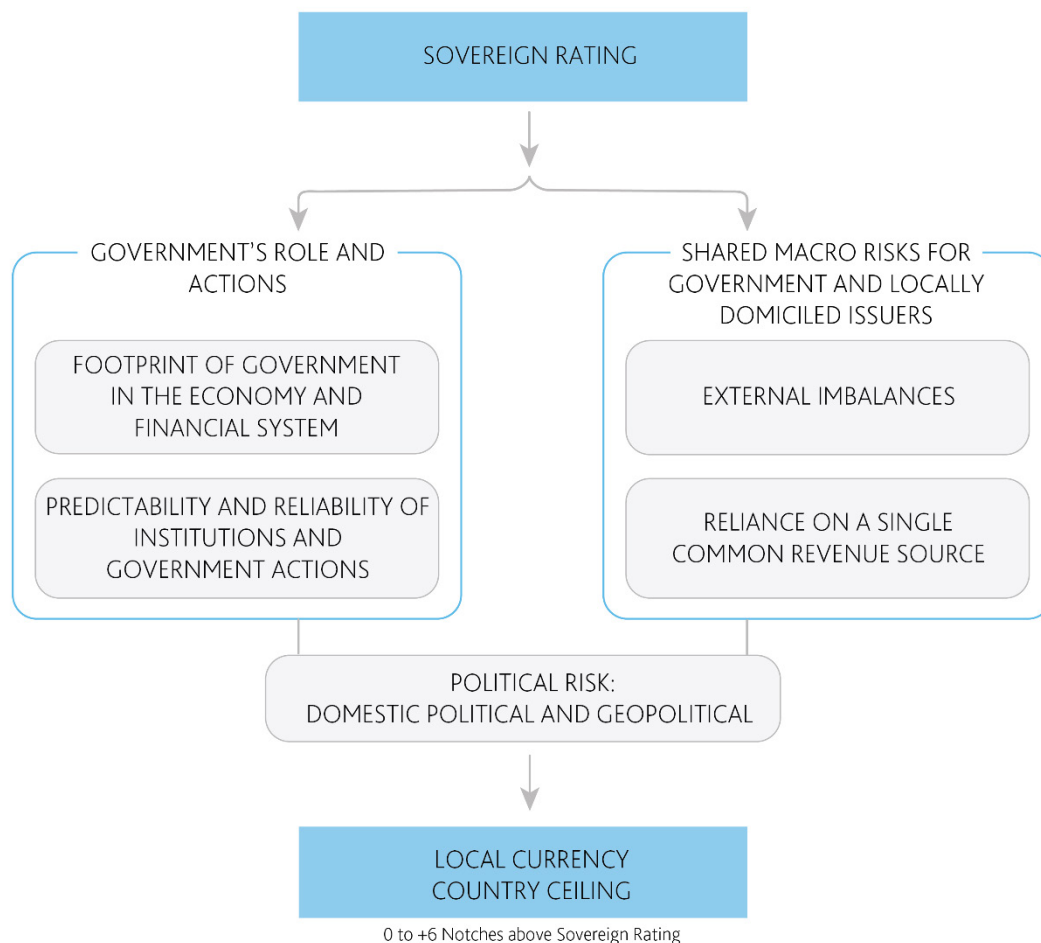 SOVEREIGN RATING
GOVERNMENT'S ROLE AND
ACTIONS
FOOTPRINT OF GOVERNMENT
IN THE ECONOMY AND
FINANCIAL SYSTEM
PREDICTABILITY AND RELIABILITY OF
INSTITUTIONS AND
GOVERNMENT ACTIONS
SHARED MACRO RISKS FOR
GOVERNMENT AND LOCALLY
DOMICILED ISSUERS
EXTERNAL IMBALANCES
RELIANCE ON A SINGLE
COMMON REVENUE SOURCE
POLITICAL RISK:
DOMESTIC POLITICAL AND GEOPOLITICAL
LOCAL CURRENCY
COUNTRY CEILING
0 to +6 Notches above Sovereign Rating